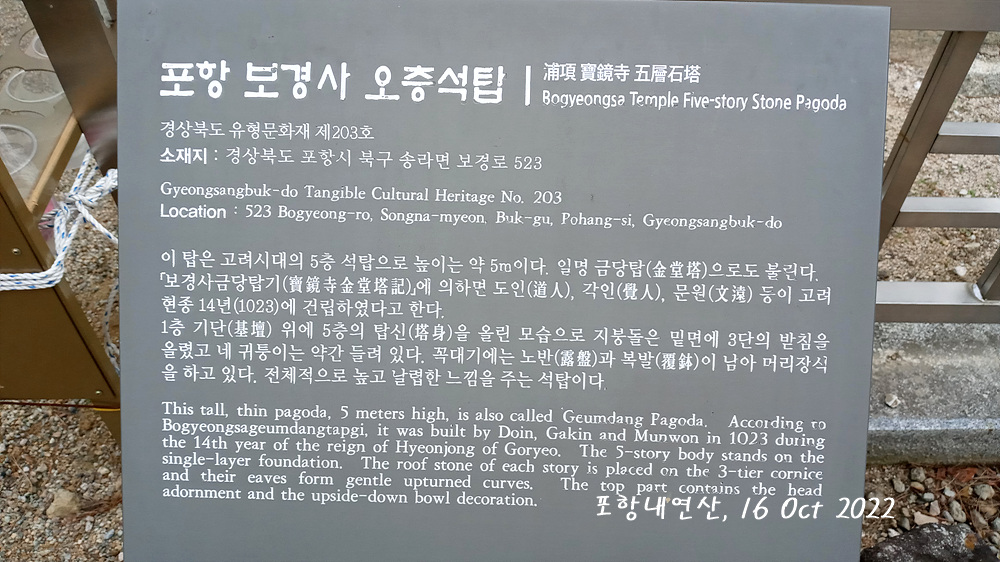 포항 보경사 오층석탑 | 浦項 寶鏡寺 五層石塔
Bogyeongsa Temple Five-story Stone Pagoda
경상북도 유형문화재 제203호
소재지 : 경상북도 포항시 북구 송라면 보경로 523
Gyeongsangbuk-do Tangible Cultural Heritage No. 203
Location : 523 Bogyeong-ro, Songna-myeon, Buk-gu, Pohang-si, Gyeongsangbuk-do
이 탑은 고려시대의 5층 석탑으로 높이는 약 5m이다. 일명 금당탑(金堂塔)으로도 불린다.
「보경사금당탑기(寶鏡寺金堂塔記)」에 의하면 도인(道人), 각인(覺人), 문원(文遠) 등이 고려
현종 14년(1023)에 건립하였다고 한다.
1층 기단(基壇) 위에 5층의 탑신(塔身)을 올린 모습으로 지붕돌은 밑면에 3단의 받침을
올렸고 네 귀퉁이는 약간 들려 있다. 꼭대기에는 노반(露盤)과 복발(覆鉢)이 남아 머리장식
을 하고 있다. 전체적으로 높고 날렵한 느낌을 주는 석탑이다.
This tall, thin pagoda, 5 meters high, is also called Geumdang Pagoda. According to
Bogyeongsageumdangtapgi, it was built by Doin, Gakin and Munwon in 1023 during
the 14th year of the reign of Hyeonjong of Goryeo. The 5-story body stands on the
single-layer foundation. The roof stone of each story is placed on the 3-tier cornice
and their eaves form gentle upturned curves. The top part contains the head
adornment and the upside-down bowl decoration.
포항내연산, 16 Oct 2022